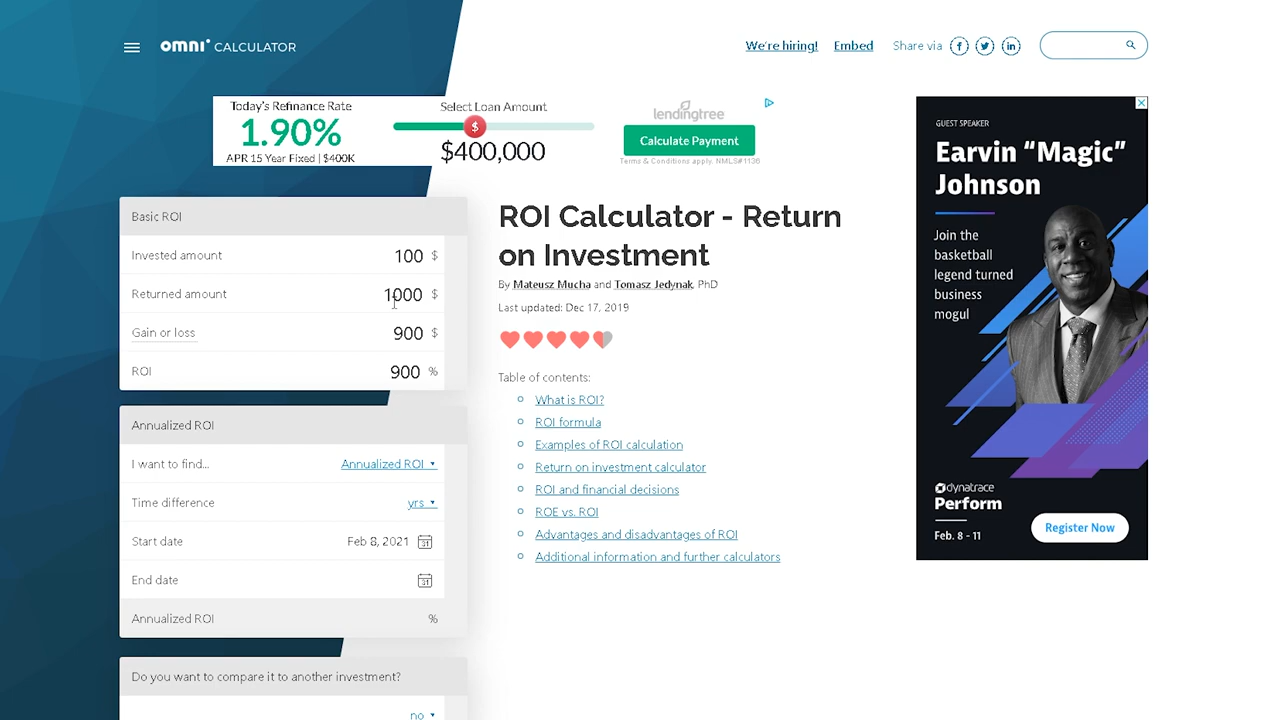 omni CALCULATOR
We're hiring!
Embed
Share via
Today's Refinance Rate
1.90%
APR 15 Year Fixed | $400K
Select Loan Amount
$
$400,000
lendingtree
Calculate Payment
Terms & Conditions apply. NMLS#1136
Basic ROI
Invested amount 100 $
Returned amount 1000 $
Gain or loss 900 $
ROI 900 %
Annualized ROI
I want to find... Annualized ROI
Time difference yrs
Start date Feb 8, 2021 31
End date 31
Annualized ROI %
Do you want to compare it to another investment?
no
ROI Calculator - Return
on Investment
By Mateusz Mucha and Tomasz Jedynak, PhD
Last updated: Dec 17, 2019
Table of contents:
What is ROI?
ROI formula
Examples of ROI calculation
Return on investment calculator
ROI and financial decisions
ROE vs. ROI
Advantages and disadvantages of ROI
Additional information and further calculators
GUEST SPEAKER
Earvin "Magic"
Johnson
Join the
basketball
legend turned
business
mogul
dynatrace
Perform
Feb. 8 - 11
Register Now